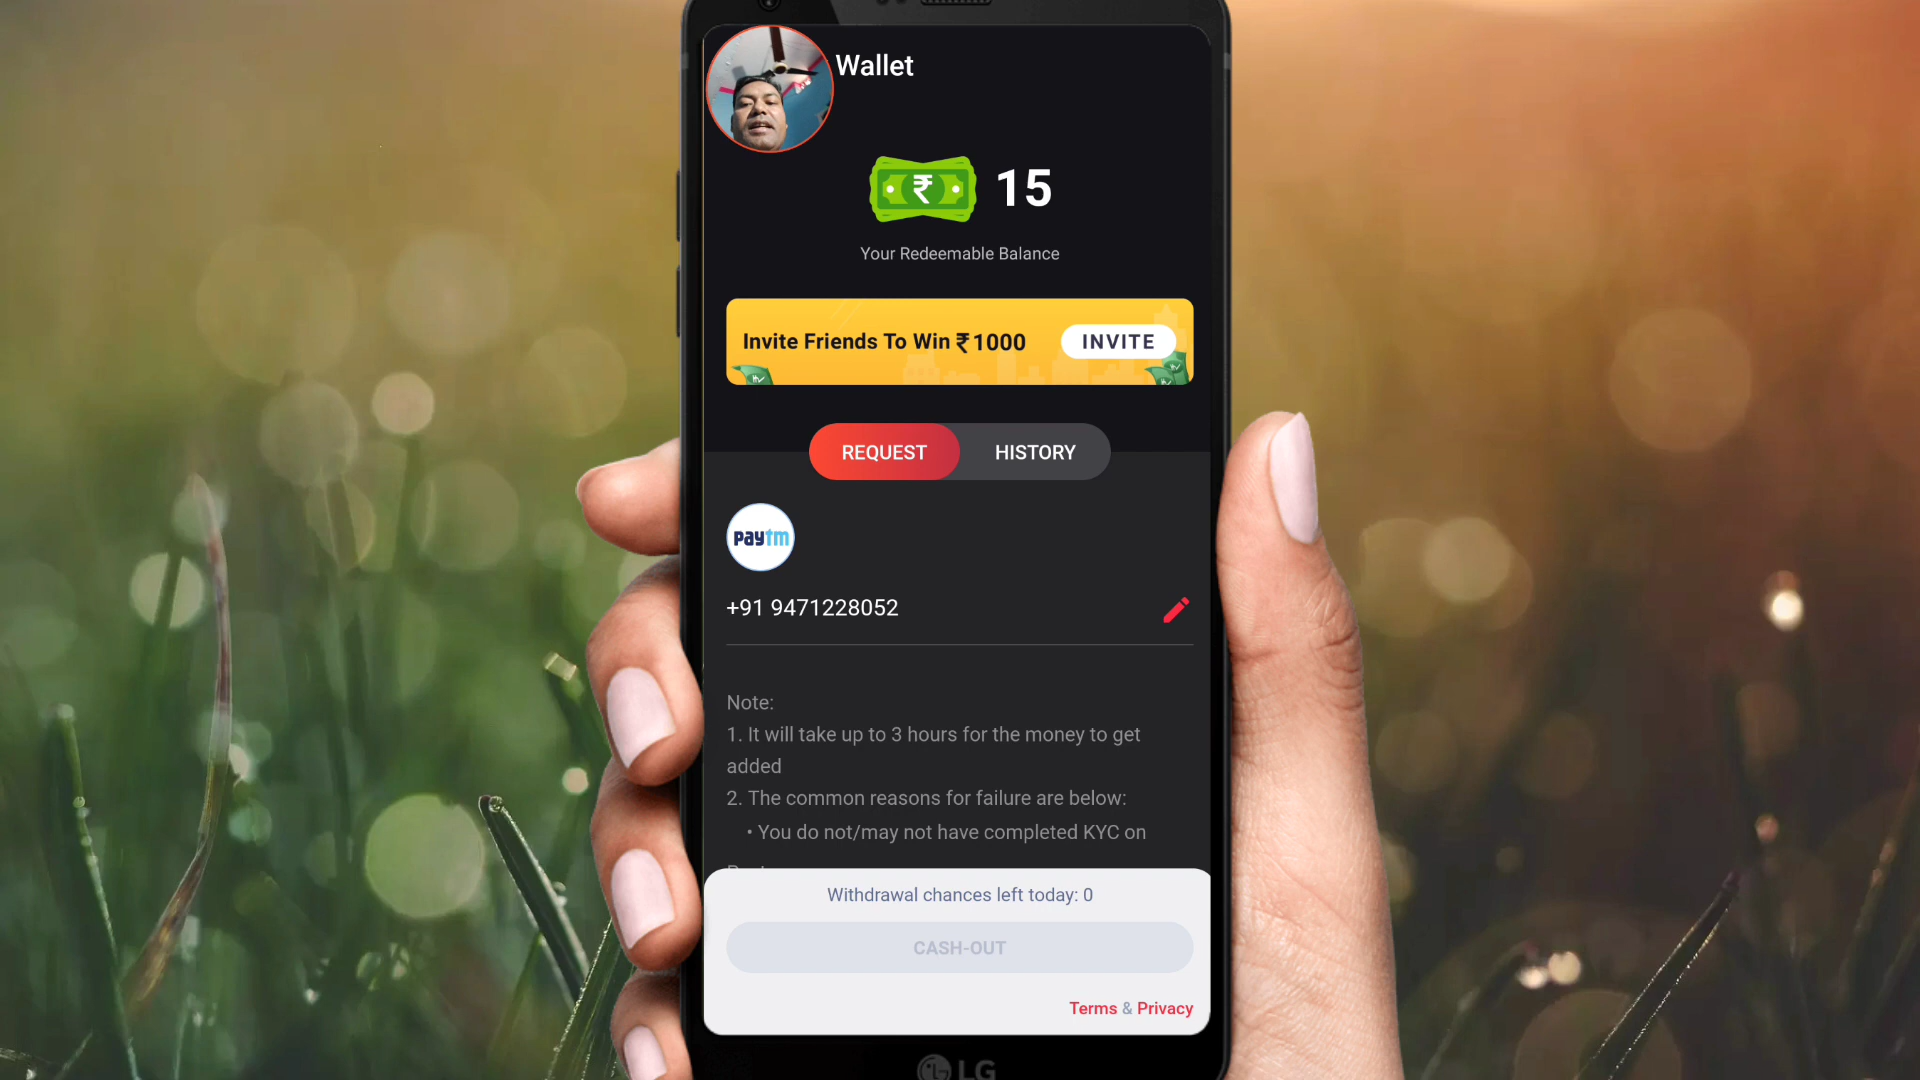 Wallet
₹ 15
Your Redeemable Balance
Invite Friends To Win ₹1000
INVITE
REQUEST
HISTORY
paytm
+91 9471228052
Note:
1. It will take up to 3 hours for the money to get
added
2. The common reasons for failure are below:
• You do not/may not have completed KYC on
Withdrawal chances left today: 0
CASH-OUT
Terms & Privacy
LG